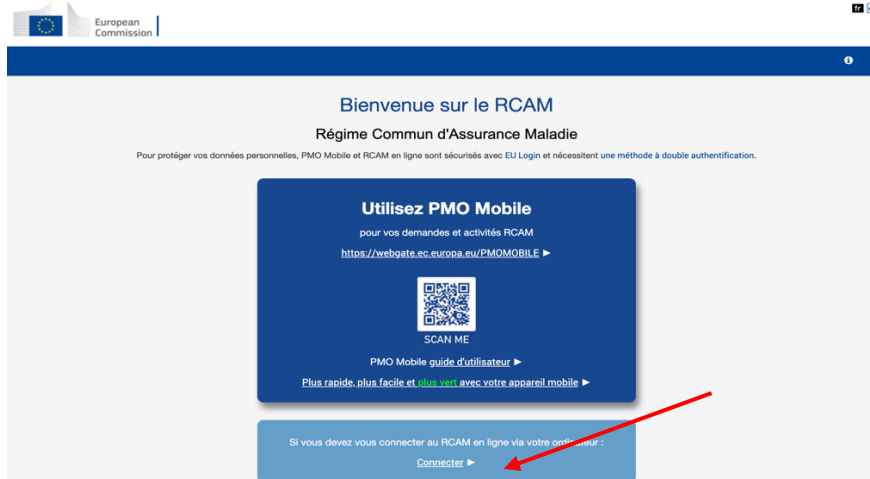 European
Commission
fr
Bienvenue sur le RCAM
Régime Commun d'Assurance Maladie
Pour protéger vos données personnelles, PMO Mobile et RCAM en ligne sont sécurisés avec EU Login et nécessitent une méthode à double authentification.
Utilisez PMO Mobile
pour vos demandes et activités RCAM
https://webgate.ec.europa.eu/PMOMOBILE ►
SCAN ME
PMO Mobile guide d'utilisateur ►
Plus rapide, plus facile et plus vert avec votre appareil mobile ►
Si vous devez vous connecter au RCAM en ligne via votre ordinateur :
Connecter ►